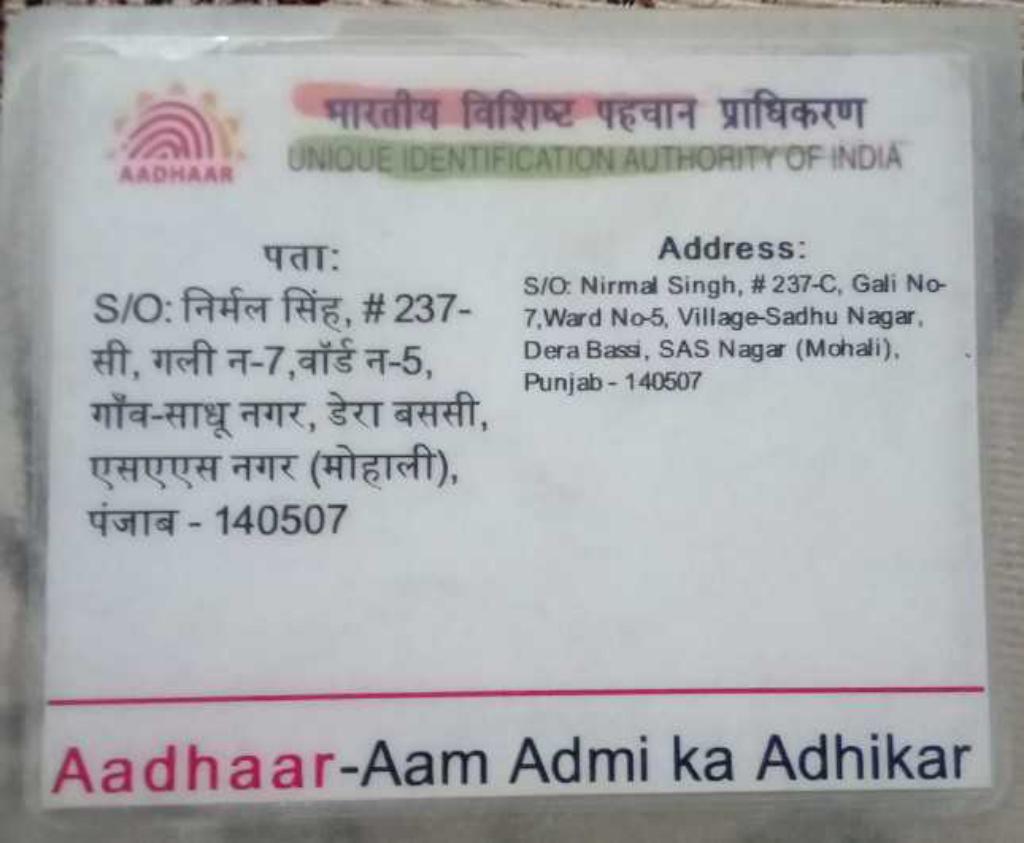 भारतीय विशिष्ट पहचान प्राधिकरण
UNIQUE IDENTIFICATION AUTHORITY OF INDIA
AADHAAR
पता:
S/O: निर्मल सिंह, # 237-
सी, गली न-7,वॉर्ड न-5,
गाँव-साधू नगर, डेरा बससी,
एसएएस नगर (मोहाली),
पंजाब - 140507
Address:
S/O: Nirmal Singh, # 237-C, Gali No-
7,Ward No-5, Village-Sadhu Nagar,
Dera Bassi, SAS Nagar (Mohali),
Punjab - 140507
Aadhaar-Aam Admi ka Adhikar